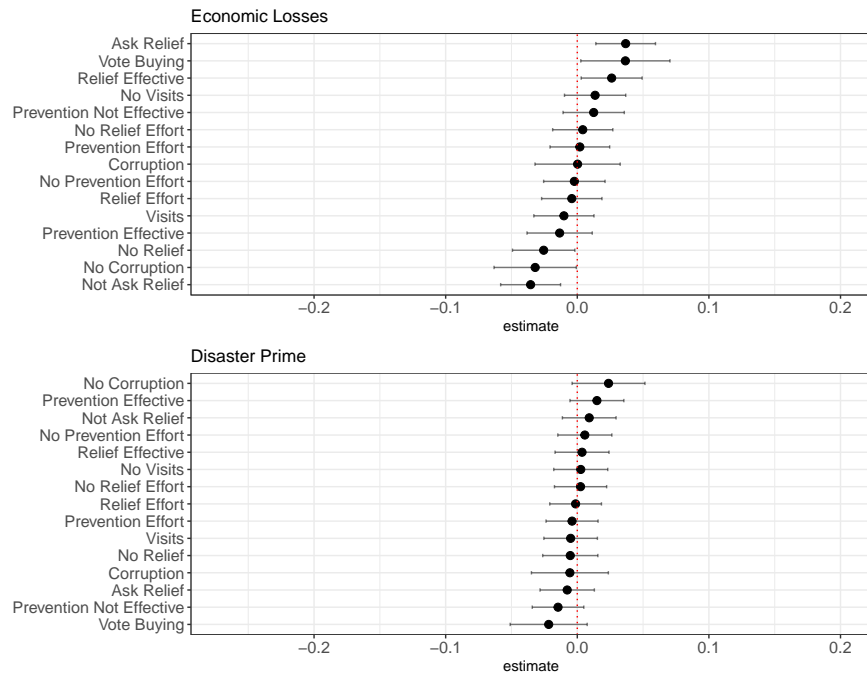 Economic Losses
Ask Relief
Vote Buying
Relief Effective
No Visits
Prevention Not Effective
No Relief Effort
Prevention Effort
Corruption
No Prevention Effort
Relief Effort
Visits
Prevention Effective
No Relief
No Corruption
Not Ask Relief
−0.2 −0.1 0.0 0.1 0.2
estimate
Disaster Prime
No Corruption
Prevention Effective
Not Ask Relief
No Prevention Effort
Relief Effective
No Visits
No Relief Effort
Relief Effort
Prevention Effort
Visits
No Relief
Corruption
Ask Relief
Prevention Not Effective
Vote Buying
−0.2 −0.1 0.0 0.1 0.2
estimate